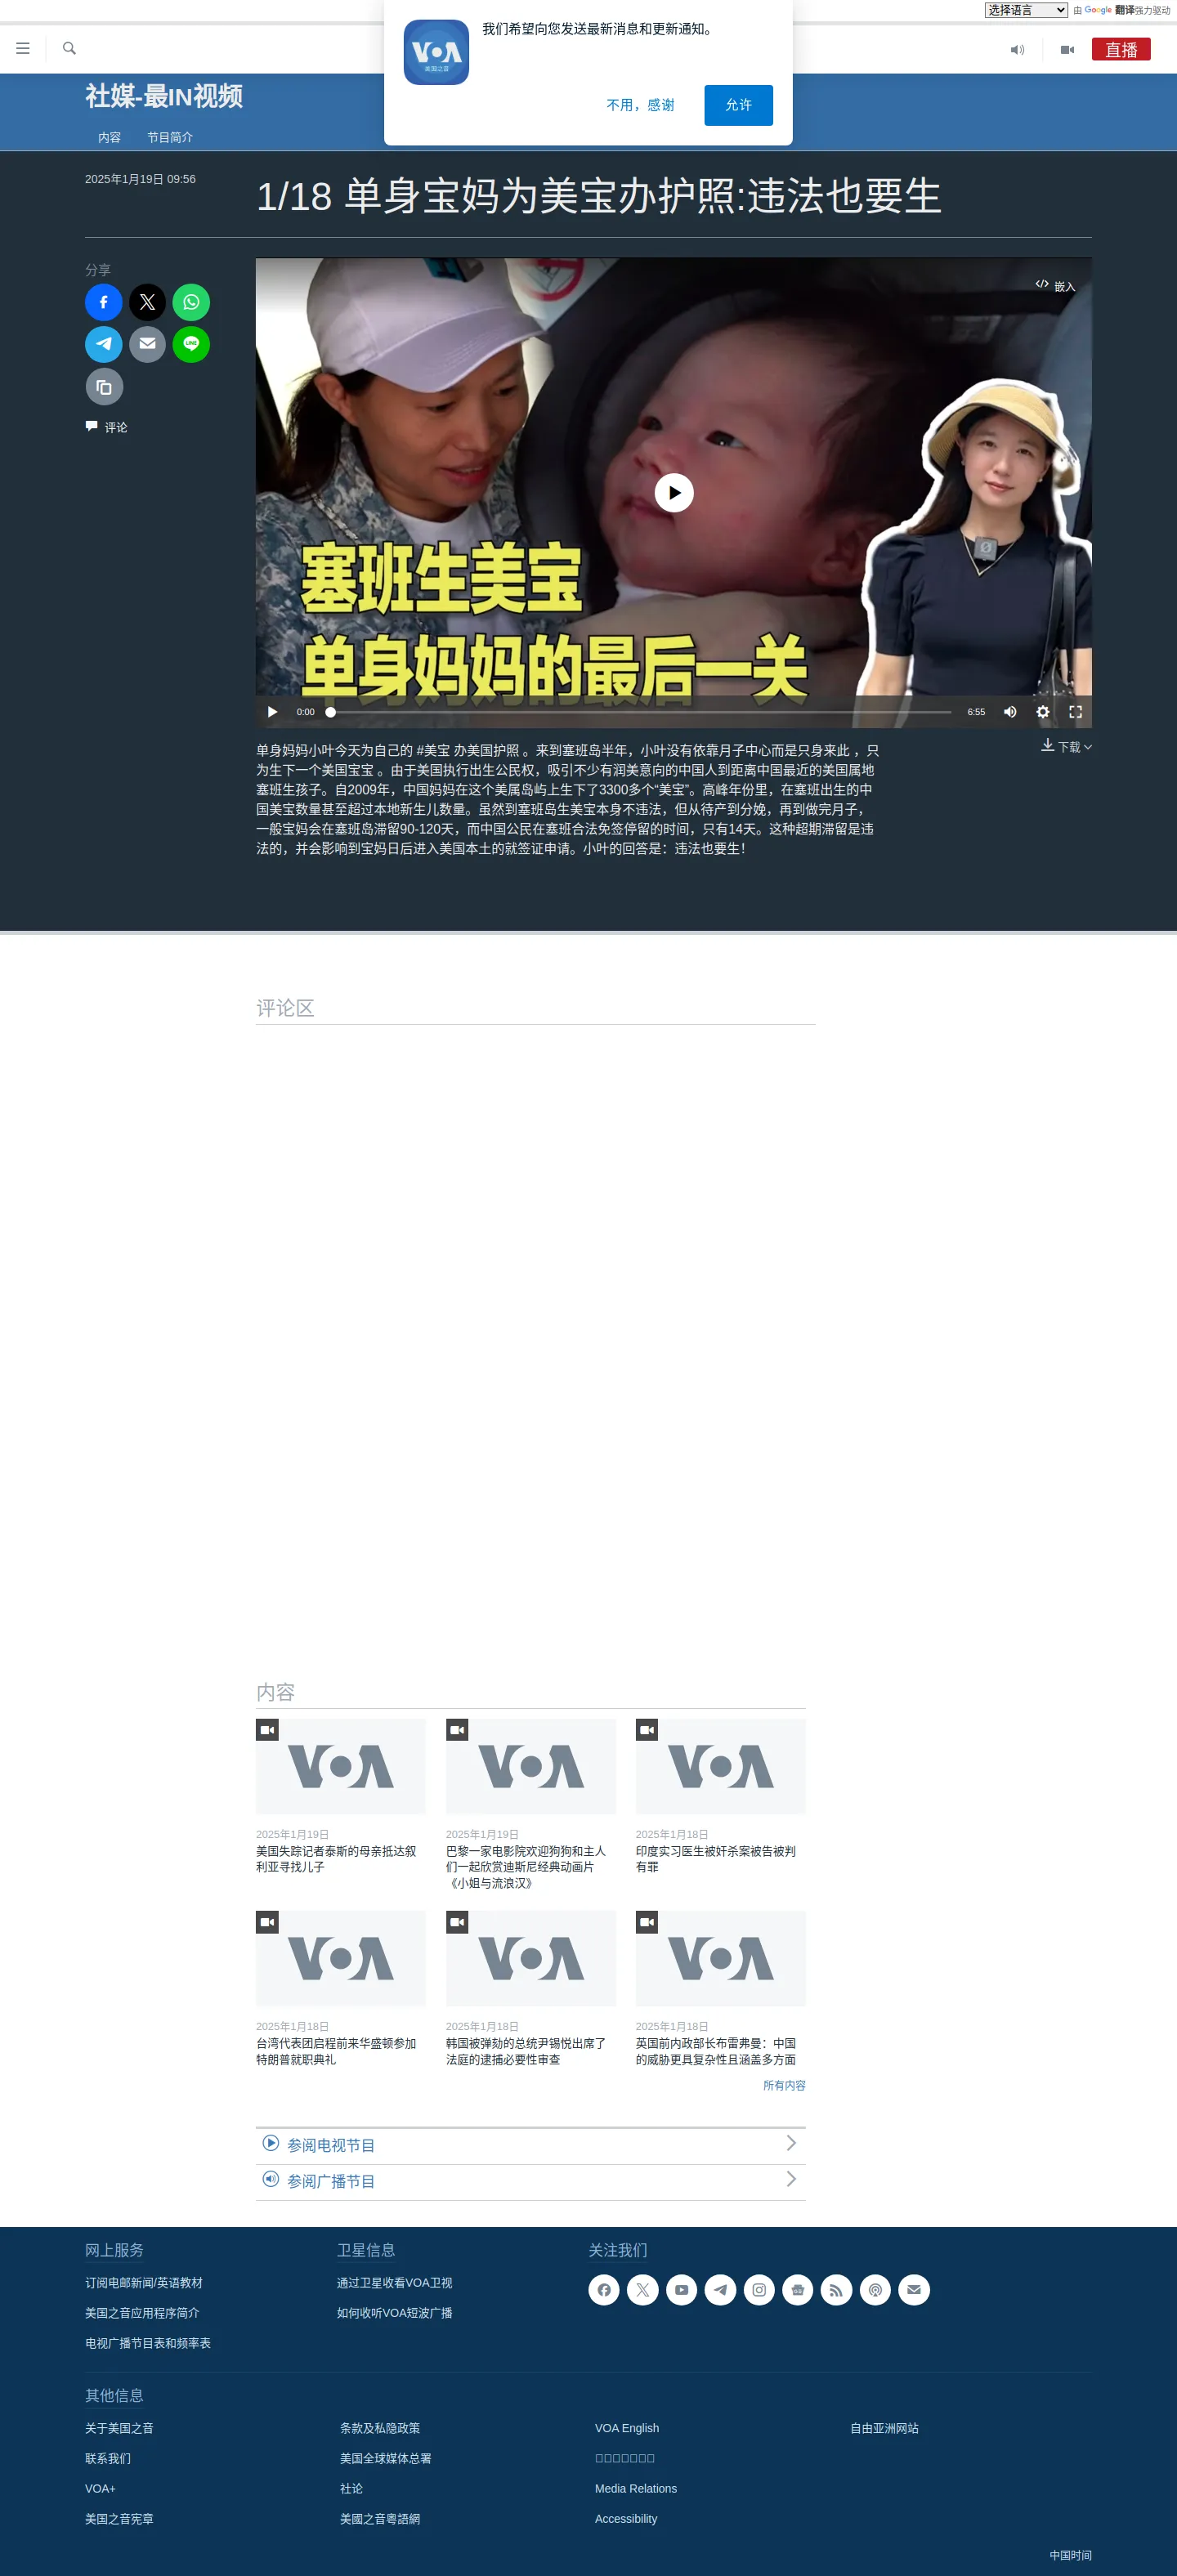 选择语言
由 Google 翻译强力驱动
VOA
美国之音
我们希望向您发送最新消息和更新通知。
不用，感谢
允许
直播
社媒-最IN视频
内容
节目简介
2025年1月19日 09:56
1/18 单身宝妈为美宝办护照:违法也要生
分享
嵌入
LINE
评论
塞班生美宝
单身妈妈的最后一关
0:00
6:55
下载
单身妈妈小叶今天为自己的 #美宝 办美国护照 。来到塞班岛半年，小叶没有依靠月子中心而是只身来此 ，只
为生下一个美国宝宝 。由于美国执行出生公民权，吸引不少有润美意向的中国人到距离中国最近的美国属地
塞班生孩子。自2009年，中国妈妈在这个美属岛屿上生下了3300多个“美宝”。高峰年份里，在塞班出生的中
国美宝数量甚至超过本地新生儿数量。虽然到塞班岛生美宝本身不违法，但从待产到分娩，再到做完月子，
一般宝妈会在塞班岛滞留90-120天，而中国公民在塞班合法免签停留的时间，只有14天。这种超期滞留是违
法的，并会影响到宝妈日后进入美国本土的就签证申请。小叶的回答是：违法也要生！
评论区
内容
VOA
VOA
VOA
2025年1月19日
美国失踪记者泰斯的母亲抵达叙
利亚寻找儿子
2025年1月19日
巴黎一家电影院欢迎狗狗和主人
们一起欣赏迪斯尼经典动画片
《小姐与流浪汉》
2025年1月18日
印度实习医生被奸杀案被告被判
有罪
VOA
VOA
VOA
2025年1月18日
台湾代表团启程前来华盛顿参加
特朗普就职典礼
2025年1月18日
韩国被弹劾的总统尹锡悦出席了
法庭的逮捕必要性审查
2025年1月18日
英国前内政部长布雷弗曼：中国
的威胁更具复杂性且涵盖多方面
所有内容
参阅电视节目
参阅广播节目
网上服务
订阅电邮新闻/英语教材
美国之音应用程序简介
电视广播节目表和频率表
卫星信息
通过卫星收看VOA卫视
如何收听VOA短波广播
关注我们
其他信息
关于美国之音
联系我们
VOA+
美国之音宪章
条款及私隐政策
美国全球媒体总署
社论
美國之音粵語網
VOA English
Media Relations
Accessibility
自由亚洲网站
中国时间